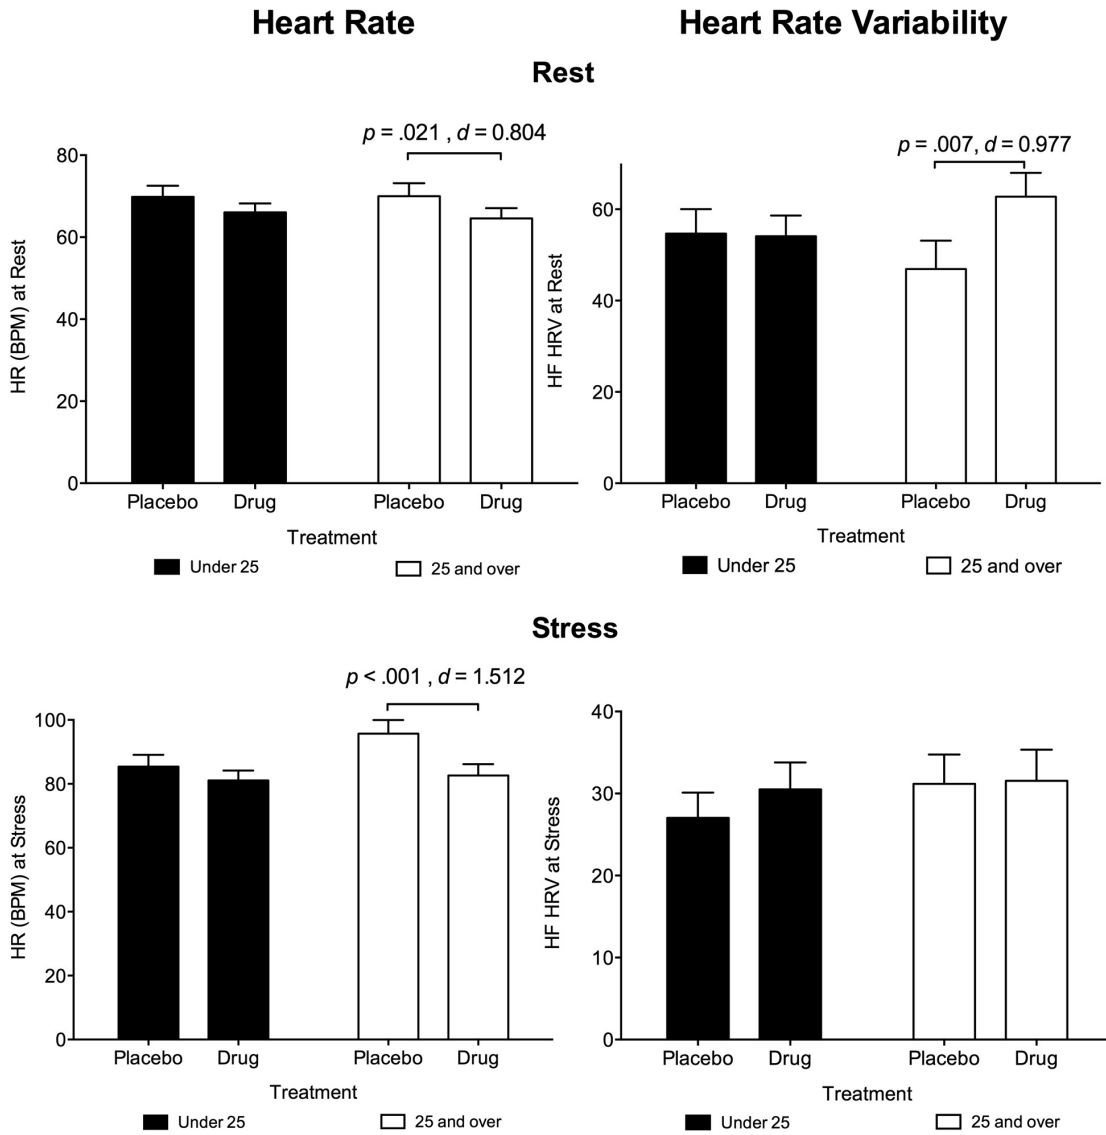 Heart Rate
Heart Rate Variability
Rest
p = .021 , d = 0.804
80
60
40
20
0
HR (BPM) at Rest
Placebo Drug Placebo Drug
Treatment
Under 25 25 and over
p = .007, d = 0.977
60
40
20
0
HF HRV at Rest
Placebo Drug Placebo Drug
Treatment
Under 25 25 and over
Stress
p < .001 , d = 1.512
100
80
60
40
20
0
HR (BPM) at Stress
Placebo Drug Placebo Drug
Treatment
Under 25 25 and over
40
30
20
10
0
HF HRV at Stress
Placebo Drug Placebo Drug
Treatment
Under 25 25 and over